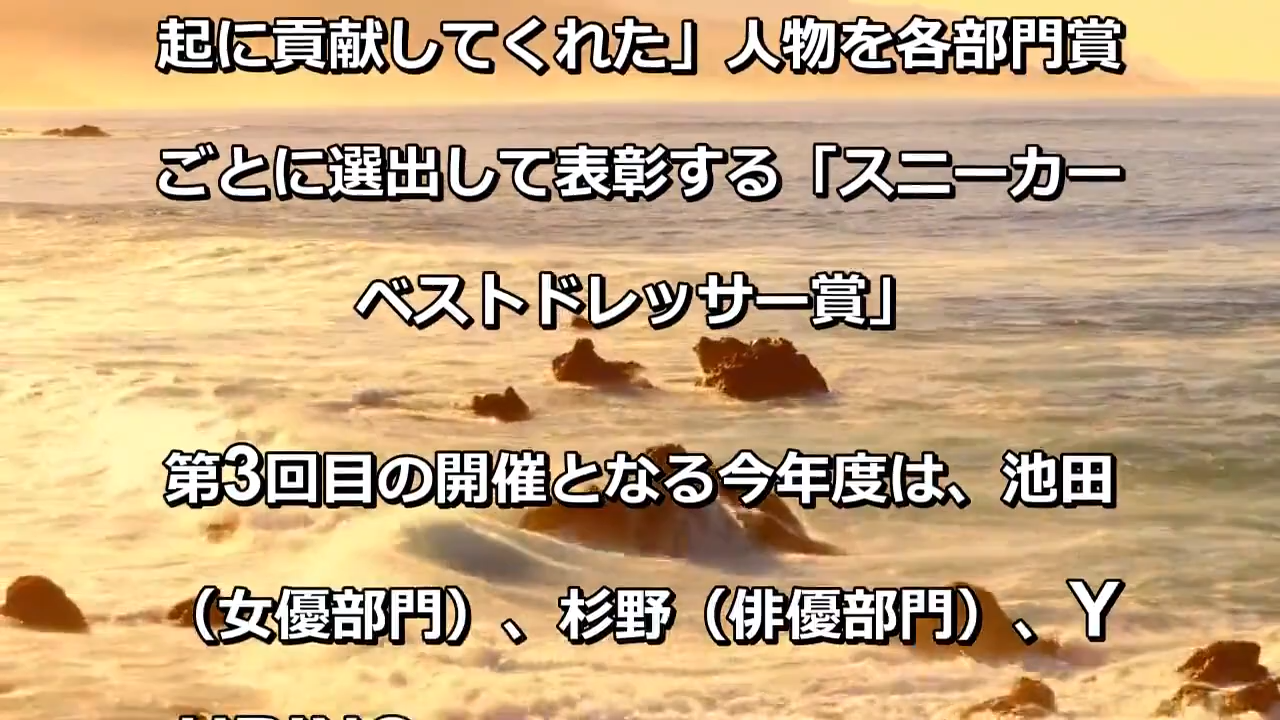 起に貢献してくれた」人物を各部門賞
ごとに選出して表彰する「スニーカー
ベストドレッサー賞」
第3回目の開催となる今年度は、池田
（女優部門）、杉野（俳優部門）、Y